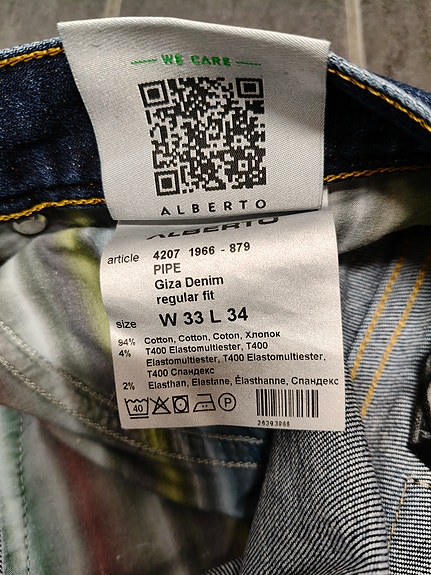 WE CARE
ALBERTO
ALBERTO
article 4207 1966 - 879
PIPE
Giza Denim
regular fit
size W 33 L 34
94% Cotton, Cotton, Coton, Хлопок
4% T400 Elastomultiester, T400
Elastomultiester, T400 Elastomultiester,
T400 Спандекс
2% Elasthan, Elastane, Élasthanne, Спандекс
40 P
26393866